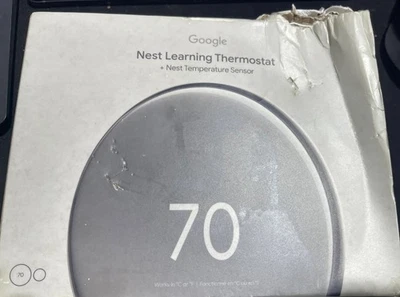 Google
Nest Learning Thermostat
+ Nest Temperature Sensor
70
70